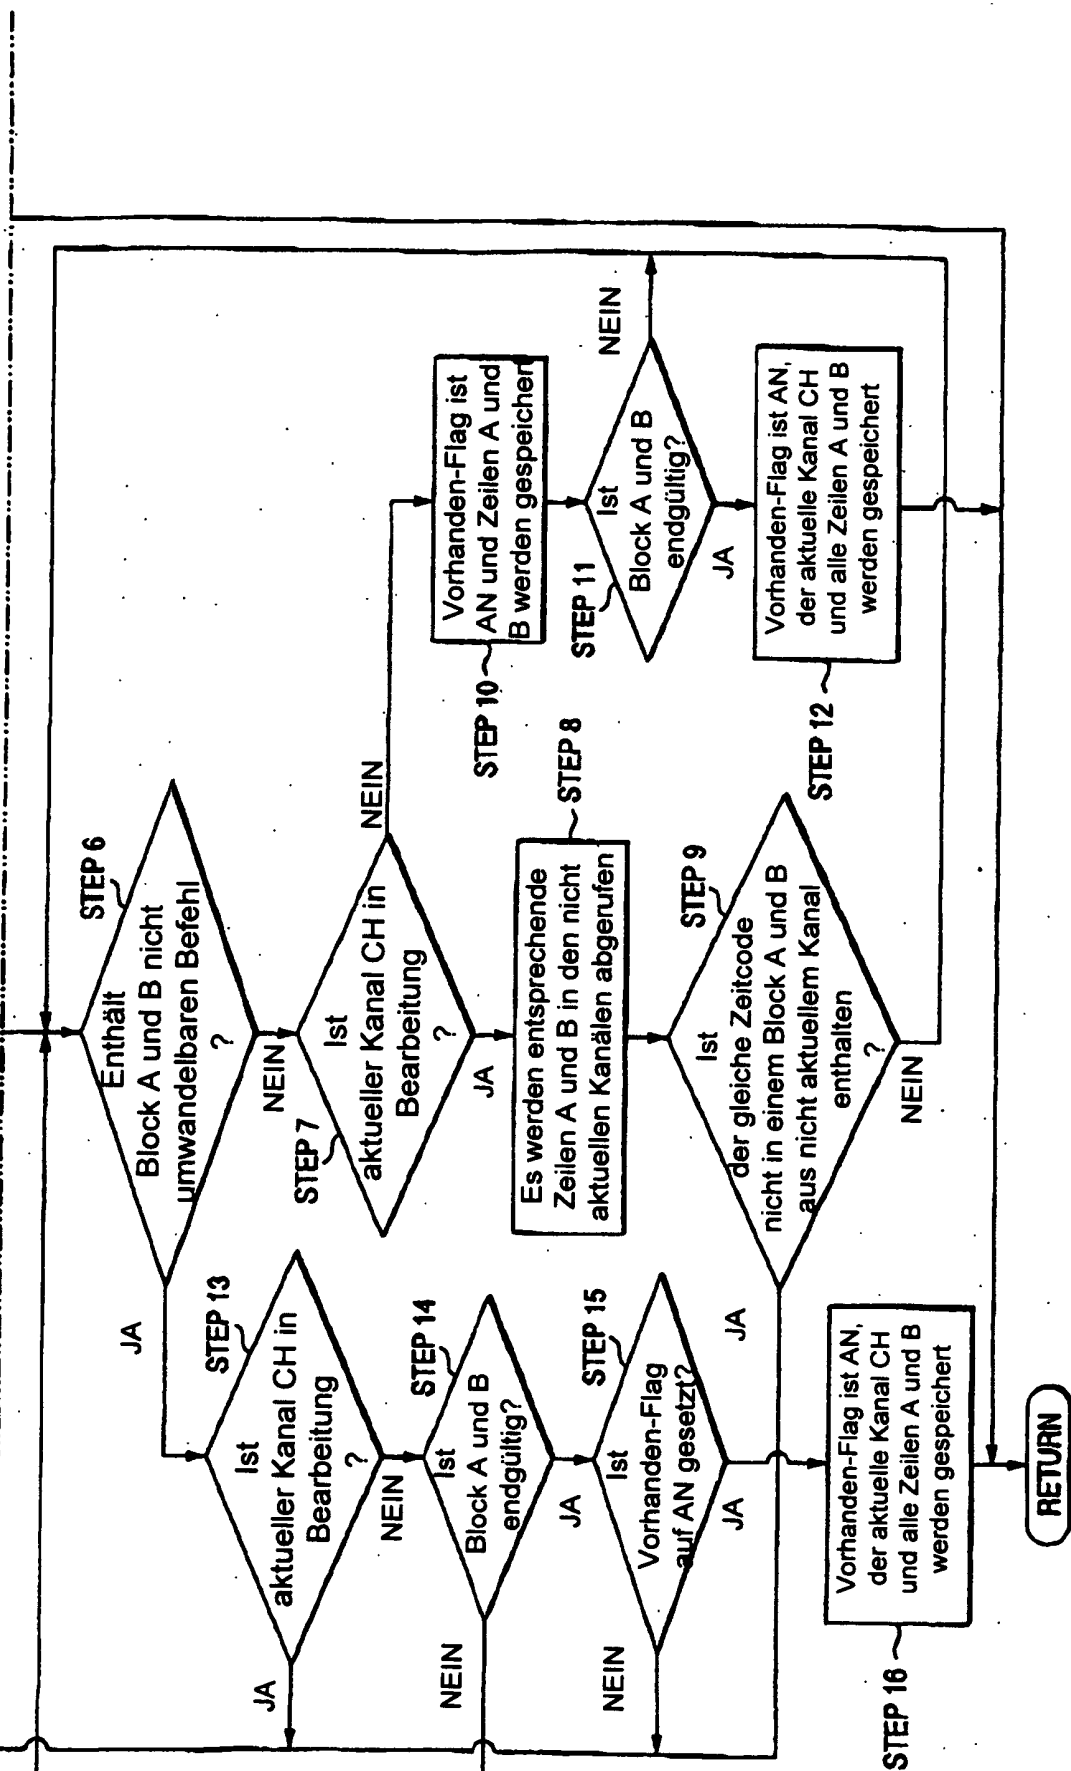 STEP 6
Enthält
Block A und B nicht
umwandelbaren Befehl
?
JA
NEIN
STEP 7
Ist
aktueller Kanal CH in
Bearbeitung
?
NEIN
JA
STEP 8
Es werden entsprechende
Zeilen A und B in den nicht
aktuellen Kanälen abgerufen
STEP 9
Ist
der gleiche Zeitcode
nicht in einem Block A und B
aus nicht aktuellem Kanal
enthalten
?
JA
NEIN
STEP 10
Vorhanden-Flag ist
AN und Zeilen A und
B werden gespeichert
STEP 11
Ist
Block A und B
endgültig?
NEIN
JA
STEP 12
Vorhanden-Flag ist AN,
der aktuelle Kanal CH
und alle Zeilen A und B
werden gespeichert
STEP 13
Ist
aktueller Kanal CH in
Bearbeitung
?
JA
NEIN
STEP 14
Ist
Block A und B
endgültig?
NEIN
JA
STEP 15
Ist
Vorhanden-Flag
auf AN gesetzt?
NEIN
JA
STEP 16
Vorhanden-Flag ist AN,
der aktuelle Kanal CH
und alle Zeilen A und B
werden gespeichert
RETURN